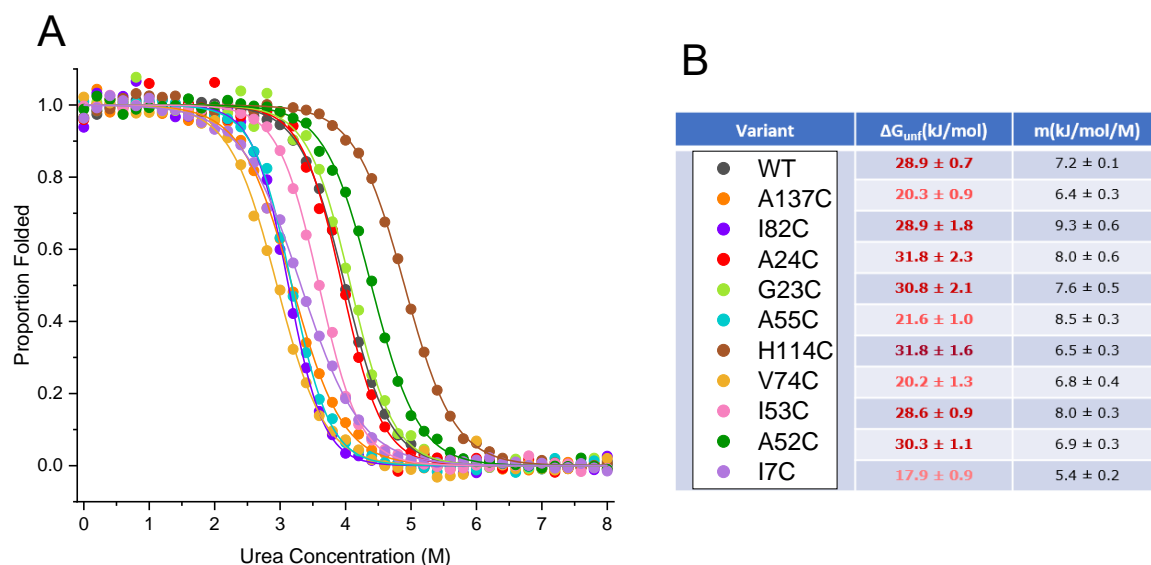 A
1.0
0.8
0.6
0.4
0.2
0.0
Proportion Folded
0 1 2 3 4 5 6 7 8
Urea Concentration (M)
B
Variant ΔGunf(kJ/mol) m(kJ/mol/M)
WT 28.9 ± 0.7 7.2 ± 0.1
A137C 20.3 ± 0.9 6.4 ± 0.3
I82C 28.9 ± 1.8 9.3 ± 0.6
A24C 31.8 ± 2.3 8.0 ± 0.6
G23C 30.8 ± 2.1 7.6 ± 0.5
A55C 21.6 ± 1.0 8.5 ± 0.3
H114C 31.8 ± 1.6 6.5 ± 0.3
V74C 20.2 ± 1.3 6.8 ± 0.4
I53C 28.6 ± 0.9 8.0 ± 0.3
A52C 30.3 ± 1.1 6.9 ± 0.3
I7C 17.9 ± 0.9 5.4 ± 0.2